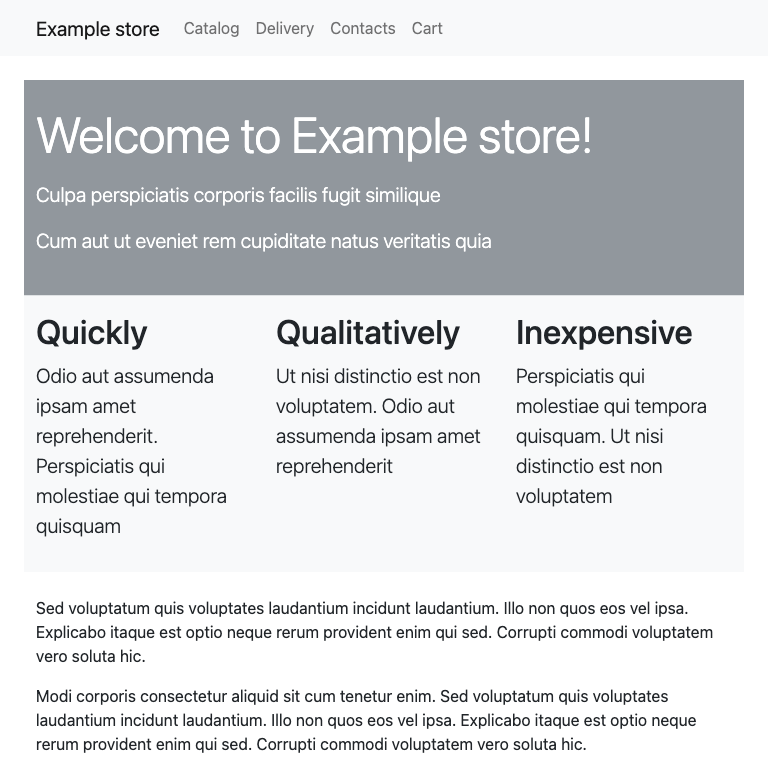 Example store Catalog Delivery Contacts Cart
Welcome to Example store!
Culpa perspiciatis corporis facilis fugit similique
Cum aut ut eveniet rem cupiditate natus veritatis quia
Quickly
Odio aut assumenda
ipsam amet
reprehenderit.
Perspiciatis qui
molestiae qui tempora
quisquam
Qualitatively
Ut nisi distinctio est non
voluptatem. Odio aut
assumenda ipsam amet
reprehenderit
Inexpensive
Perspiciatis qui
molestiae qui tempora
quisquam. Ut nisi
distinctio est non
voluptatem
Sed voluptatum quis voluptates laudantium incidunt laudantium. Illo non quos eos vel ipsa.
Explicabo itaque est optio neque rerum provident enim qui sed. Corrupti commodi voluptatem
vero soluta hic.
Modi corporis consectetur aliquid sit cum tenetur enim. Sed voluptatum quis voluptates
laudantium incidunt laudantium. Illo non quos eos vel ipsa. Explicabo itaque est optio neque
rerum provident enim qui sed. Corrupti commodi voluptatem vero soluta hic.